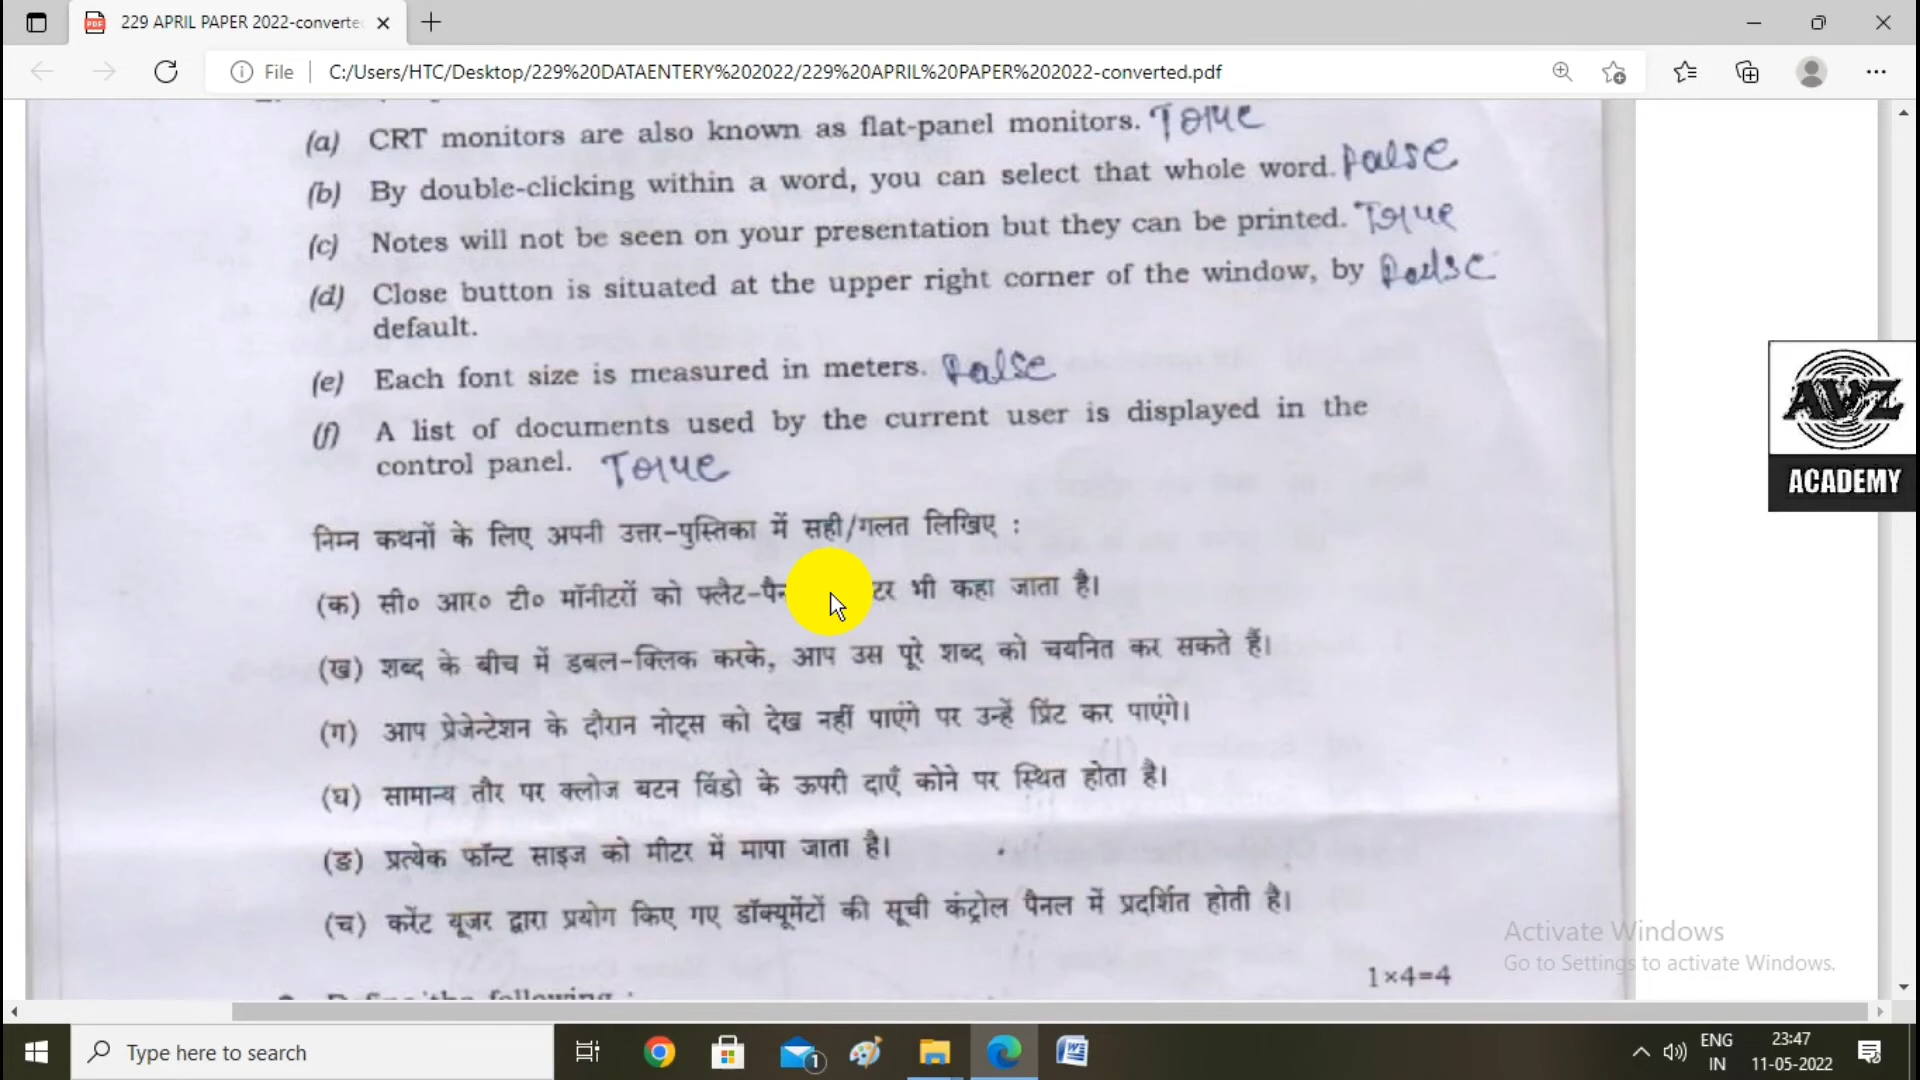 229 APRIL PAPER 2022-converte
File
C:/Users/HTC/Desktop/229%20DATAENTERY%202022/229%20APRIL%20PAPER%202022-converted.pdf
(a) CRT monitors are also known as flat-panel monitors. True
(b) By double-clicking within a word, you can select that whole word. False
(c) Notes will not be seen on your presentation but they can be printed. True
(d) Close button is situated at the upper right corner of the window, by False
default.
(e) Each font size is measured in meters. False
(f) A list of documents used by the current user is displayed in the
control panel. True
निम्न कथनों के लिए अपनी उत्तर-पुस्तिका में सही/गलत लिखिए :
(क) सी० आर० टी० मॉनीटरों को फ्लैट-पैन टर भी कहा जाता है।
(ख) शब्द के बीच में डबल-क्लिक करके, आप उस पूरे शब्द को चयनित कर सकते हैं।
(ग) आप प्रेजेन्टेशन के दौरान नोट्स को देख नहीं पाएंगे पर उन्हें प्रिंट कर पाएंगे।
(घ) सामान्य तौर पर क्लोज बटन विंडो के ऊपरी दाएँ कोने पर स्थित होता है।
(ङ) प्रत्येक फॉन्ट साइज को मीटर में मापा जाता है।
(च) करेंट यूजर द्वारा प्रयोग किए गए डॉक्यूमेंटों की सूची कंट्रोल पैनल में प्रदर्शित होती है।
1×4=4
Define the following :
AWZ
ACADEMY
Activate Windows
Go to Settings to activate Windows.
Type here to search
1
ENG
IN
23:47
11-05-2022